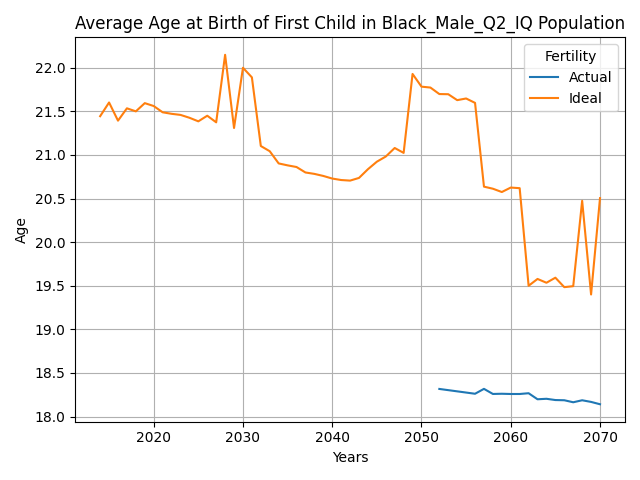 Average Age at Birth of First Child in Black_Male_Q2_IQ Population
Fertility
Actual
Ideal
Age
22.0
21.5
21.0
20.5
20.0
19.5
19.0
18.5
18.0
2020 2030 2040 2050 2060 2070
Years